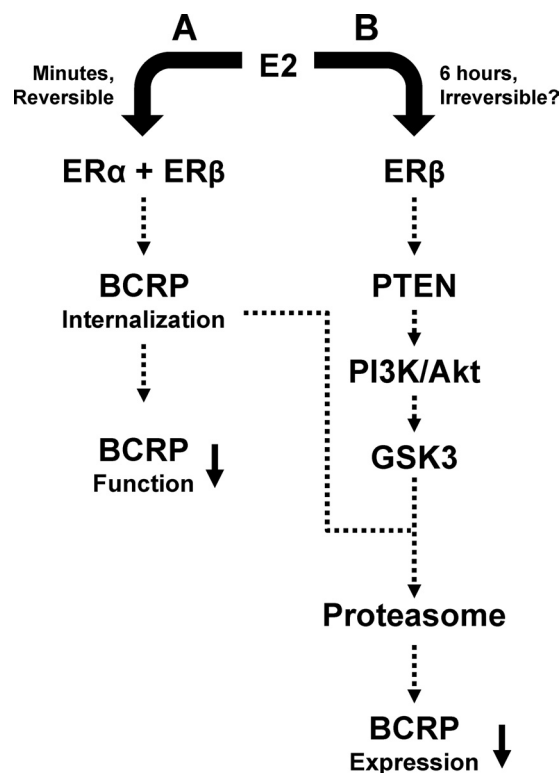 A
B
E2
Minutes,
Reversible
6 hours,
Irreversible?
ERα + ERβ
ERβ
BCRP
Internalization
PTEN
PI3K/Akt
BCRP
Function
GSK3
Proteasome
BCRP
Expression